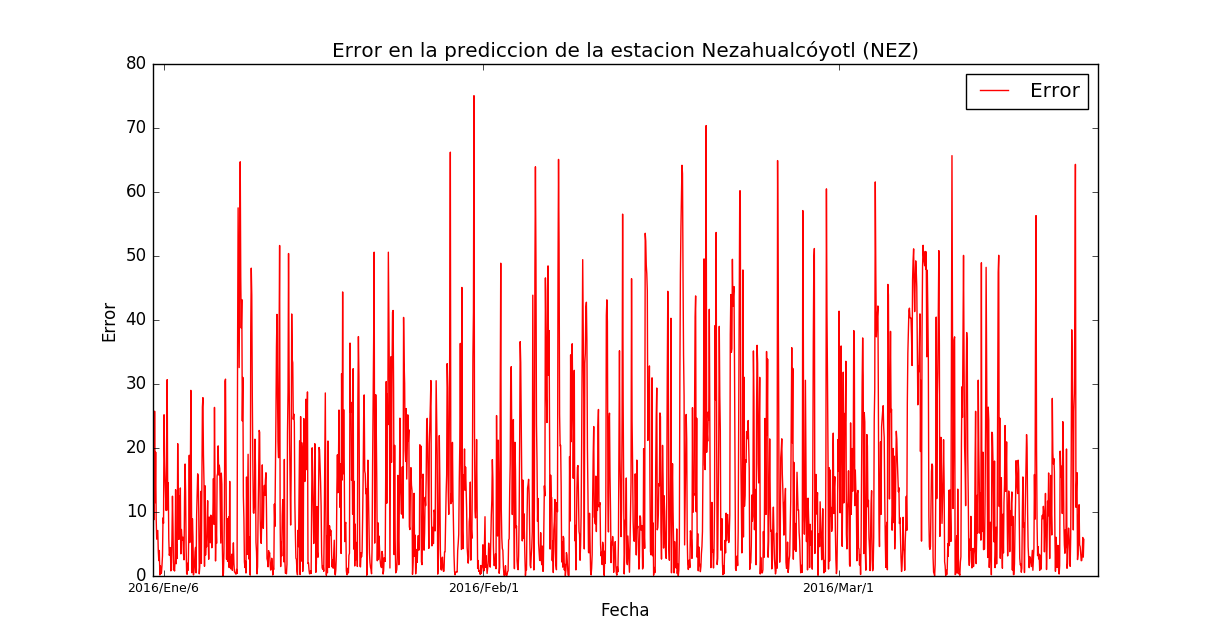 Error en la prediccion de la estacion Nezahualcóyotl (NEZ)
80
70
60
50
40
30
20
10
0
Error
Error
2016/Ene/6
2016/Feb/1
2016/Mar/1
Fecha